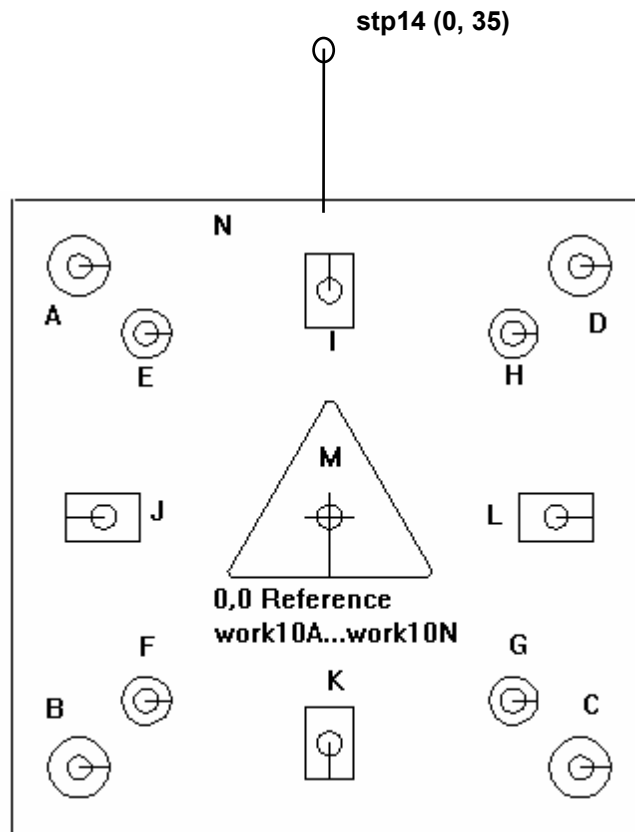 stp14 (0, 35)
N
A
D
I
E
H
M
J
L
0,0 Reference
work10A...work10N
F
G
K
B
C